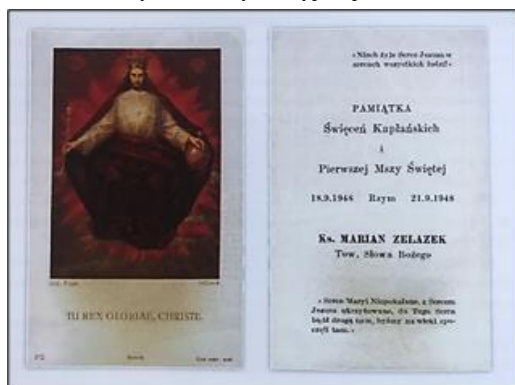 TU REX GLORIAE, CHRISTE.
« Niech żyje Serce Jezusa w
sercach wszystkich ludzi! »
PAMIĄTKA
Święceń Kapłańskich
i
Pierwszej Mszy Świętej
18.9.1948 Rzym 21.9.1948
Ks. MARIAN ZELAZEK
Tow. Słowa Bożego
« Serce Maryi Niepokalane, z Sercem
Jezusa ukrzyżowane, do Tego Serca
bądź drogą nam, byśmy na wieki spo-
częli tam. »